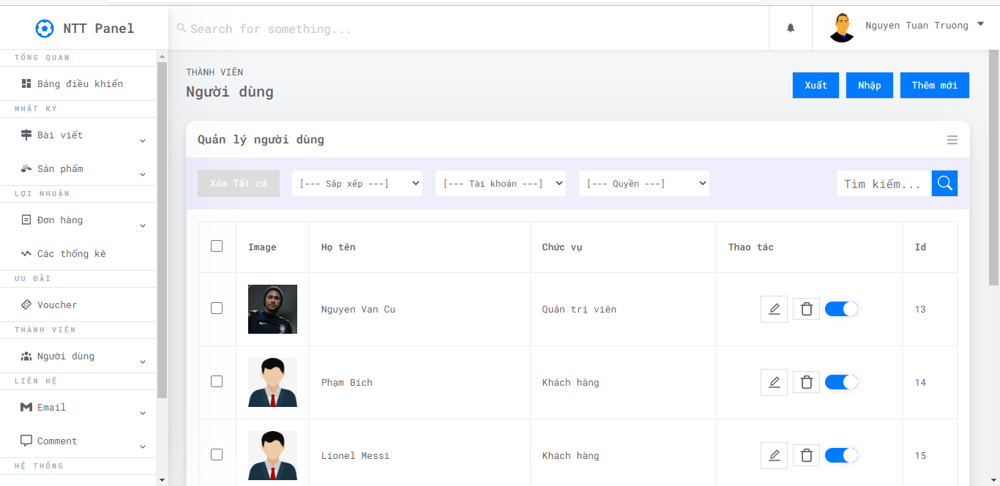 NTT Panel
Search for something...
Nguyen Tuan Truong
TỔNG QUAN
Bảng điều khiển
NHẬT KÝ
Bài viết
Sản phẩm
LỢI NHUẬN
Đơn hàng
Các thống kê
ƯU ĐÃI
Voucher
THÀNH VIÊN
Người dùng
LIÊN HỆ
Email
Comment
HỆ THỐNG
THÀNH VIÊN
Người dùng
Xuất
Nhập
Thêm mới
Quản lý người dùng
Xóa Tất cả
[--- Sắp xếp ---]
[--- Tài khoản ---]
[--- Quyền ---]
Tìm kiếm...
Image Họ tên Chức vụ Thao tác Id
Nguyen Van Cu Quản trị viên 13
Phạm Bích Khách hàng 14
Lionel Messi Khách hàng 15